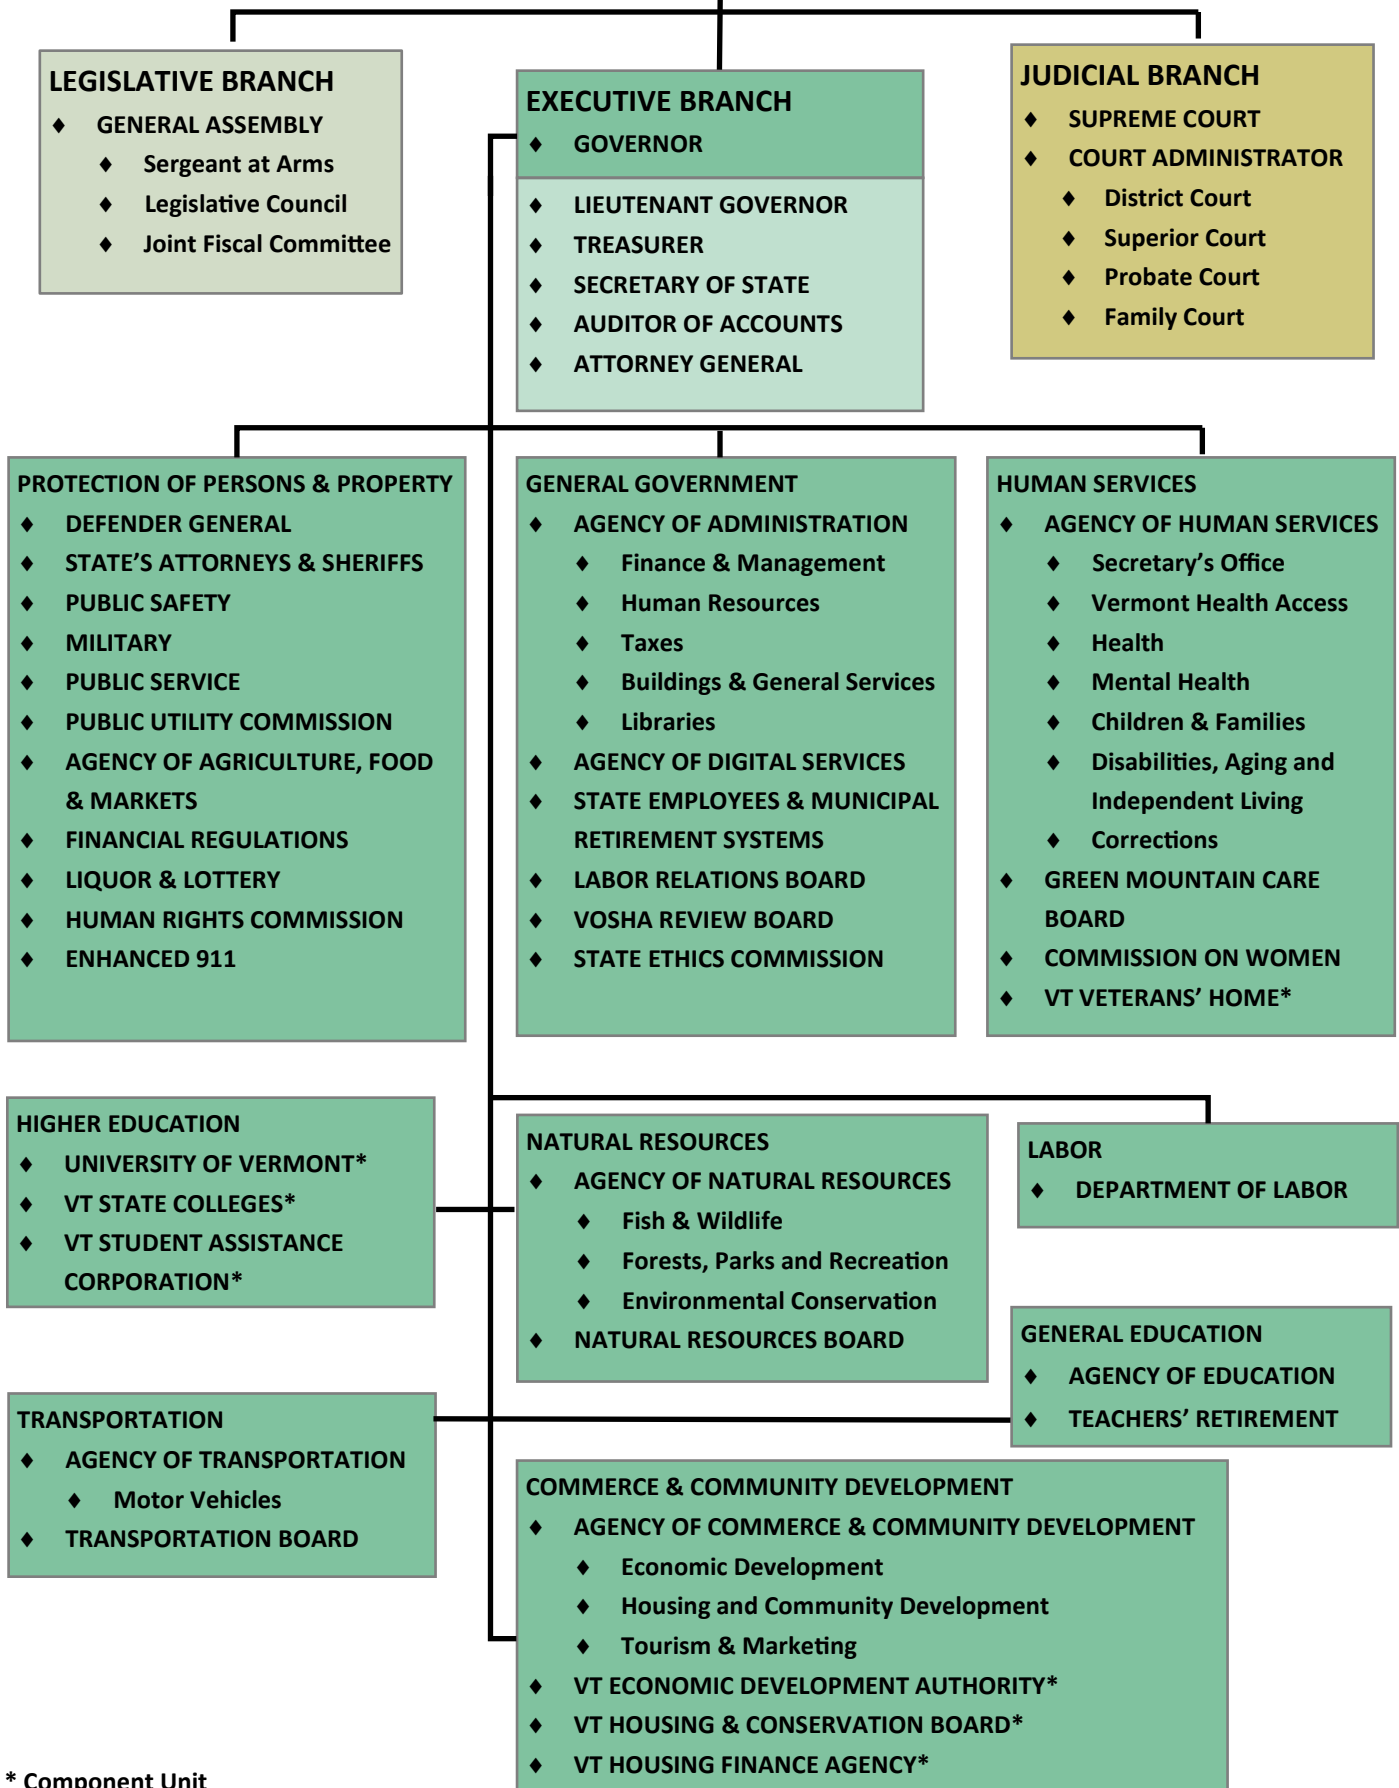 LEGISLATIVE BRANCH
♦ GENERAL ASSEMBLY
♦ Sergeant at Arms
♦ Legislative Council
♦ Joint Fiscal Committee
EXECUTIVE BRANCH
♦ GOVERNOR
♦ LIEUTENANT GOVERNOR
♦ TREASURER
♦ SECRETARY OF STATE
♦ AUDITOR OF ACCOUNTS
♦ ATTORNEY GENERAL
JUDICIAL BRANCH
♦ SUPREME COURT
♦ COURT ADMINISTRATOR
♦ District Court
♦ Superior Court
♦ Probate Court
♦ Family Court
PROTECTION OF PERSONS & PROPERTY
♦ DEFENDER GENERAL
♦ STATE’S ATTORNEYS & SHERIFFS
♦ PUBLIC SAFETY
♦ MILITARY
♦ PUBLIC SERVICE
♦ PUBLIC UTILITY COMMISSION
♦ AGENCY OF AGRICULTURE, FOOD
& MARKETS
♦ FINANCIAL REGULATIONS
♦ LIQUOR & LOTTERY
♦ HUMAN RIGHTS COMMISSION
♦ ENHANCED 911
GENERAL GOVERNMENT
♦ AGENCY OF ADMINISTRATION
♦ Finance & Management
♦ Human Resources
♦ Taxes
♦ Buildings & General Services
♦ Libraries
♦ AGENCY OF DIGITAL SERVICES
♦ STATE EMPLOYEES & MUNICIPAL
RETIREMENT SYSTEMS
♦ LABOR RELATIONS BOARD
♦ VOSHA REVIEW BOARD
♦ STATE ETHICS COMMISSION
HUMAN SERVICES
♦ AGENCY OF HUMAN SERVICES
♦ Secretary’s Office
♦ Vermont Health Access
♦ Health
♦ Mental Health
♦ Children & Families
♦ Disabilities, Aging and
Independent Living
♦ Corrections
♦ GREEN MOUNTAIN CARE
BOARD
♦ COMMISSION ON WOMEN
♦ VT VETERANS’ HOME*
HIGHER EDUCATION
♦ UNIVERSITY OF VERMONT*
♦ VT STATE COLLEGES*
♦ VT STUDENT ASSISTANCE
CORPORATION*
NATURAL RESOURCES
♦ AGENCY OF NATURAL RESOURCES
♦ Fish & Wildlife
♦ Forests, Parks and Recreation
♦ Environmental Conservation
♦ NATURAL RESOURCES BOARD
LABOR
♦ DEPARTMENT OF LABOR
GENERAL EDUCATION
♦ AGENCY OF EDUCATION
♦ TEACHERS’ RETIREMENT
TRANSPORTATION
♦ AGENCY OF TRANSPORTATION
♦ Motor Vehicles
♦ TRANSPORTATION BOARD
COMMERCE & COMMUNITY DEVELOPMENT
♦ AGENCY OF COMMERCE & COMMUNITY DEVELOPMENT
♦ Economic Development
♦ Housing and Community Development
♦ Tourism & Marketing
♦ VT ECONOMIC DEVELOPMENT AUTHORITY*
♦ VT HOUSING & CONSERVATION BOARD*
♦ VT HOUSING FINANCE AGENCY*
* Component Unit